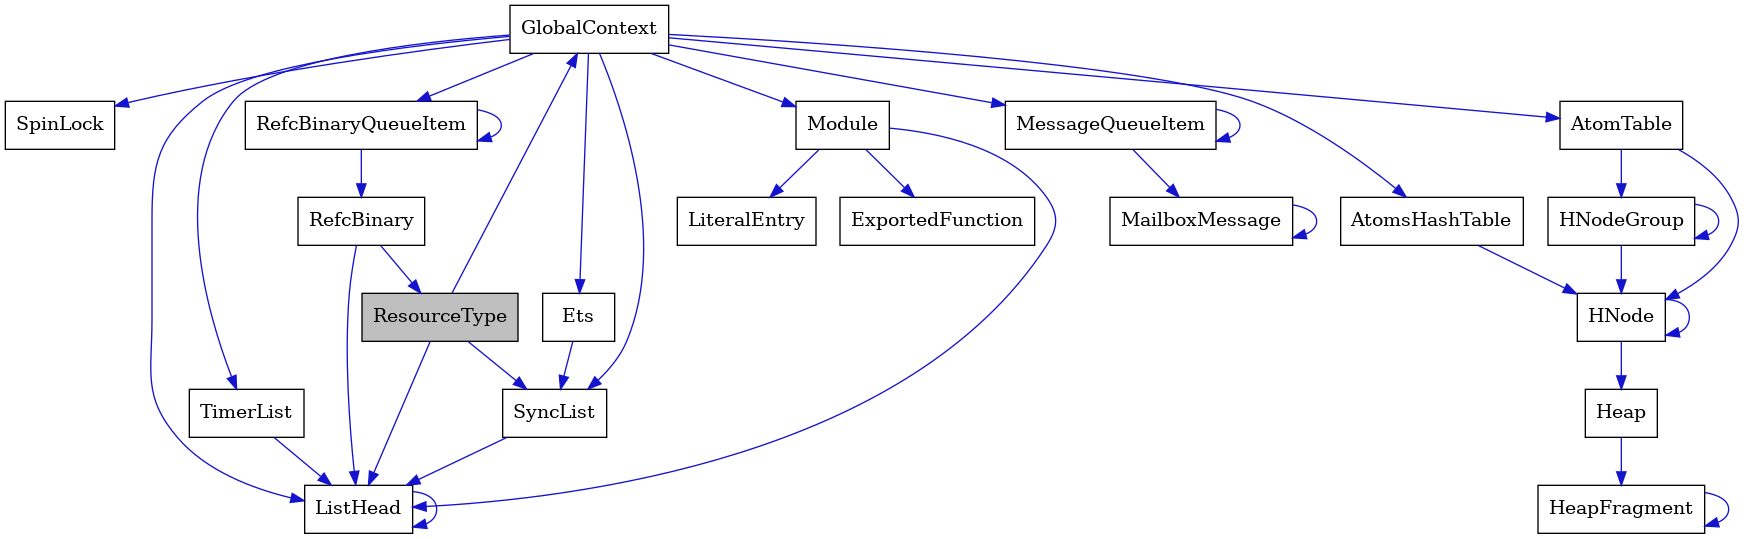 GlobalContext
SpinLock
RefcBinaryQueueItem
Module
MessageQueueItem
AtomTable
RefcBinary
LiteralEntry
ExportedFunction
MailboxMessage
AtomsHashTable
HNodeGroup
ResourceType
Ets
HNode
TimerList
SyncList
Heap
ListHead
HeapFragment